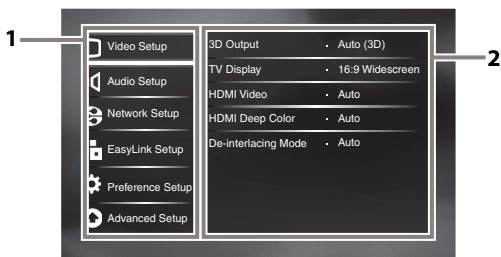 1
2
Video Setup
Audio Setup
Network Setup
EasyLink Setup
Preference Setup
Advanced Setup
3D Output · Auto (3D)
TV Display · 16:9 Widescreen
HDMI Video · Auto
HDMI Deep Color · Auto
De-interlacing Mode · Auto